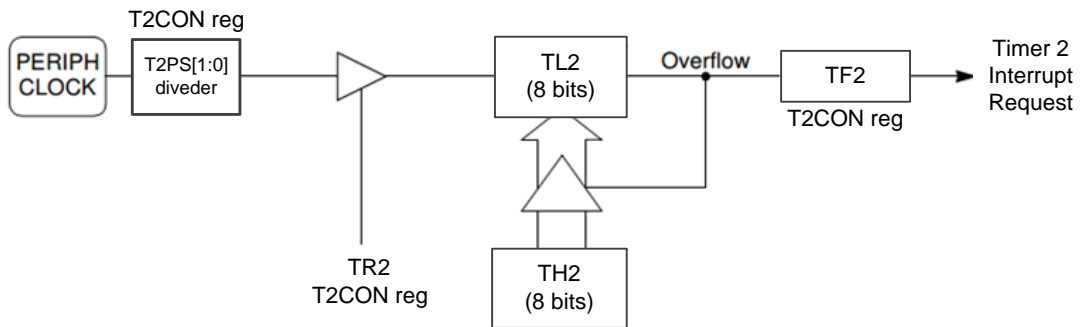 T2CON reg
PERIPH
CLOCK
T2PS[1:0]
diveder
TL2
(8 bits)
Overflow
TF2
T2CON reg
Timer 2
Interrupt
Request
TR2
T2CON reg
TH2
(8 bits)